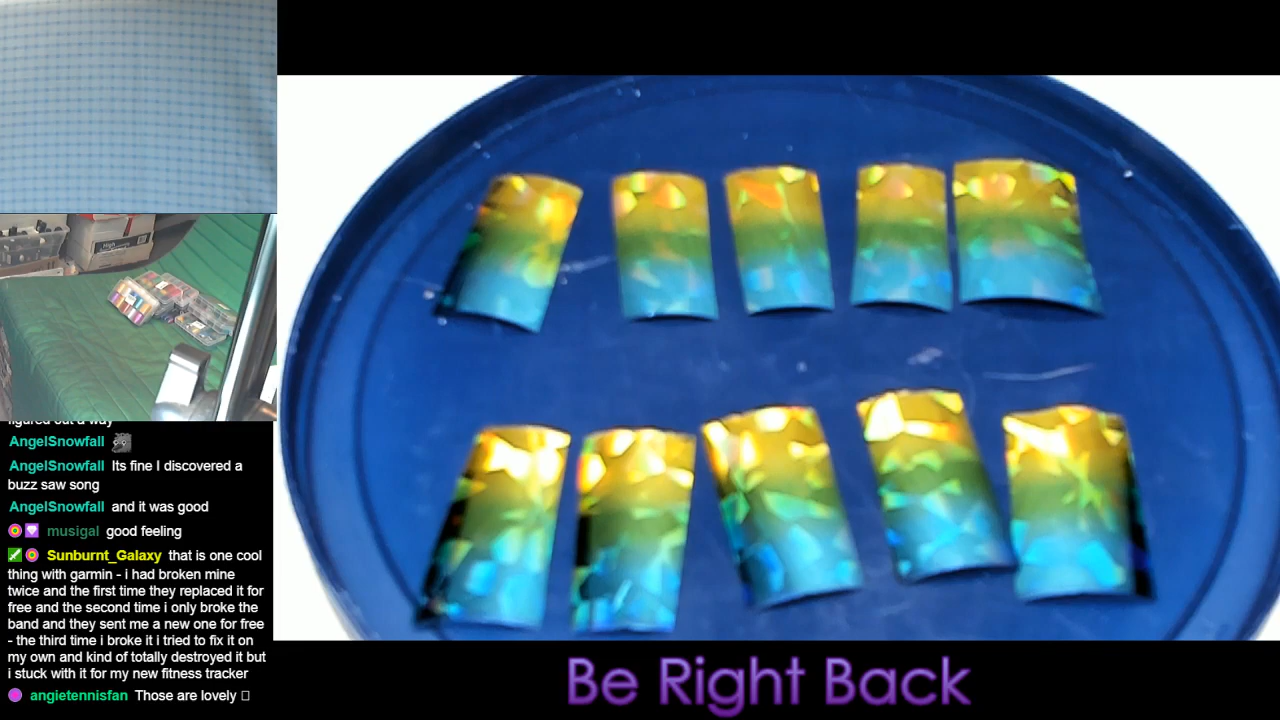 High
figured out a way
AngelSnowfall
AngelSnowfall Its fine I discovered a
buzz saw song
AngelSnowfall and it was good
musigal good feeling
Sunburnt_Galaxy that is one cool
thing with garmin - i had broken mine
twice and the first time they replaced it for
free and the second time i only broke the
band and they sent me a new one for free
- the third time i broke it i tried to fix it on
my own and kind of totally destroyed it but
i stuck with it for my new fitness tracker
angietennisfan Those are lovely
Be Right Back